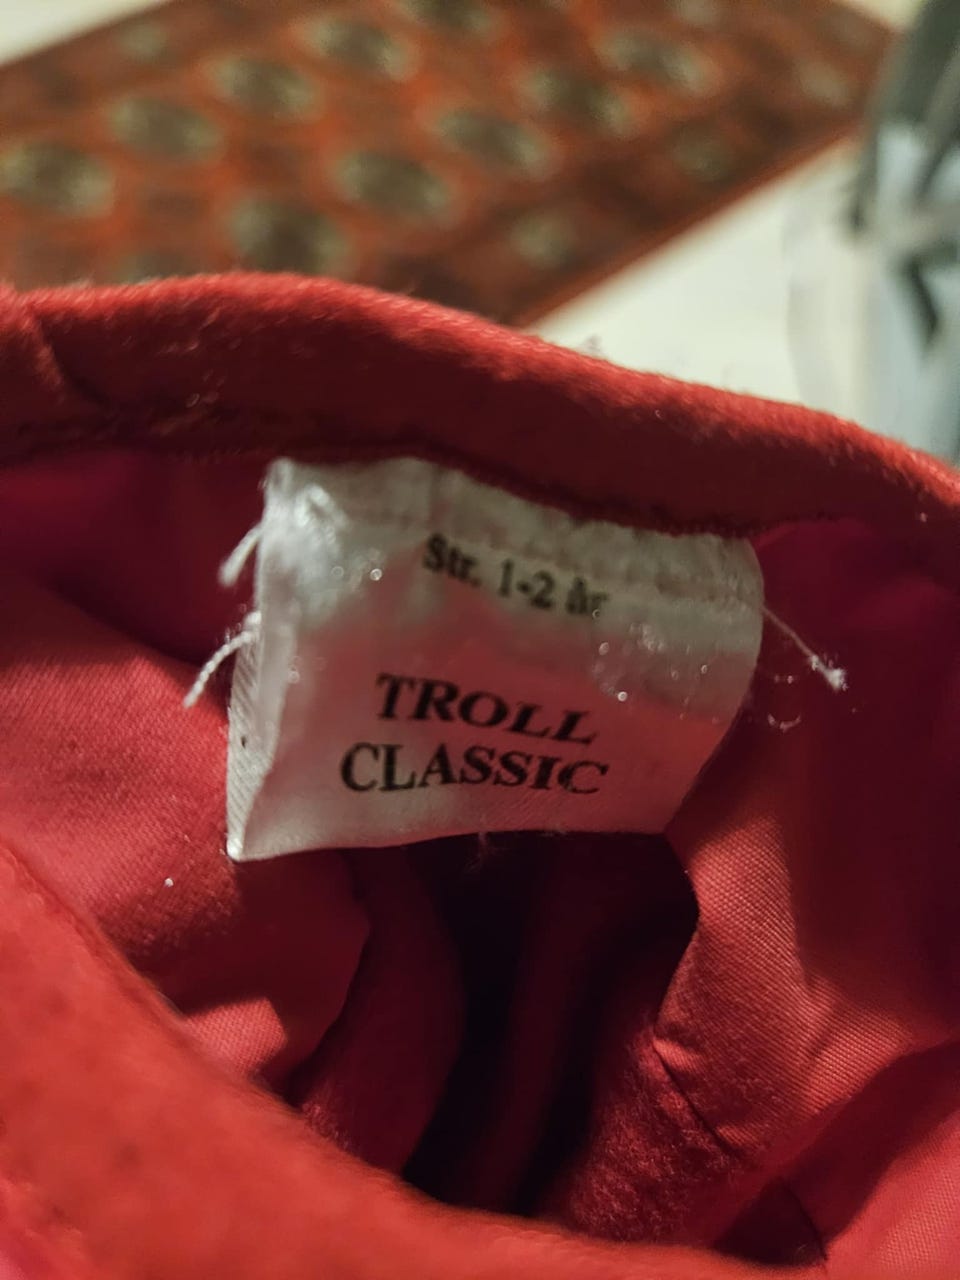 Str. 1-2 år
TROLL
CLASSIC